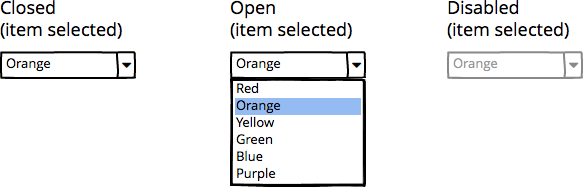 Closed
(item selected)
Orange
Open
(item selected)
Orange
Red
Orange
Yellow
Green
Blue
Purple
Disabled
(item selected)
Orange